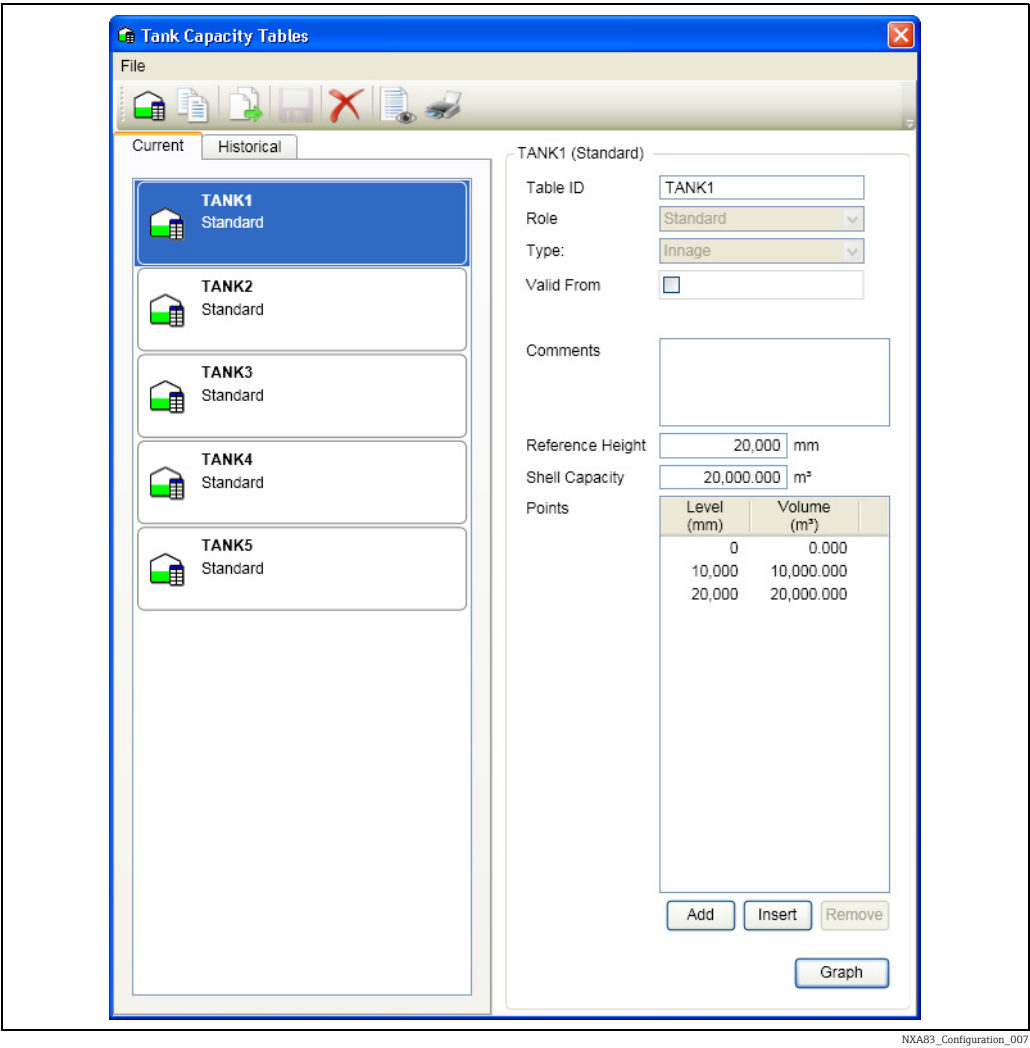 Tank Capacity Tables
File
Current Historical
TANK1
Standard
TANK2
Standard
TANK3
Standard
TANK4
Standard
TANK5
Standard
TANK1 (Standard)
Table ID TANK1
Role Standard
Type: Innage
Valid From
Comments
Reference Height 20,000 mm
Shell Capacity 20,000.000 m³
Points Level Volume
(mm) (m³)
0 0.000
10,000 10,000.000
20,000 20,000.000
Add Insert Remove
Graph
NXA83_Configuration_007